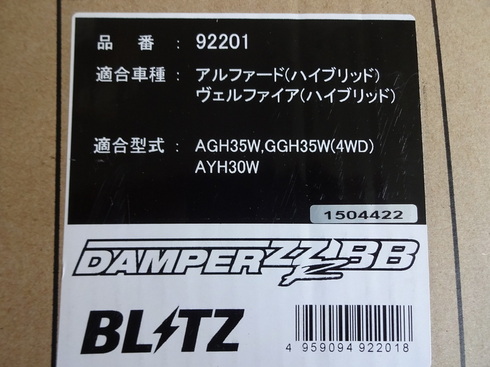 品 番 : 92201
適合車種 : アルファード(ハイブリッド)
ヴェルファイア(ハイブリッド)
適合型式 : AGH35W,GGH35W(4WD)
AYH30W
1504422
DAMPER ZZ-R BB
BLITZ
4 959094 922018